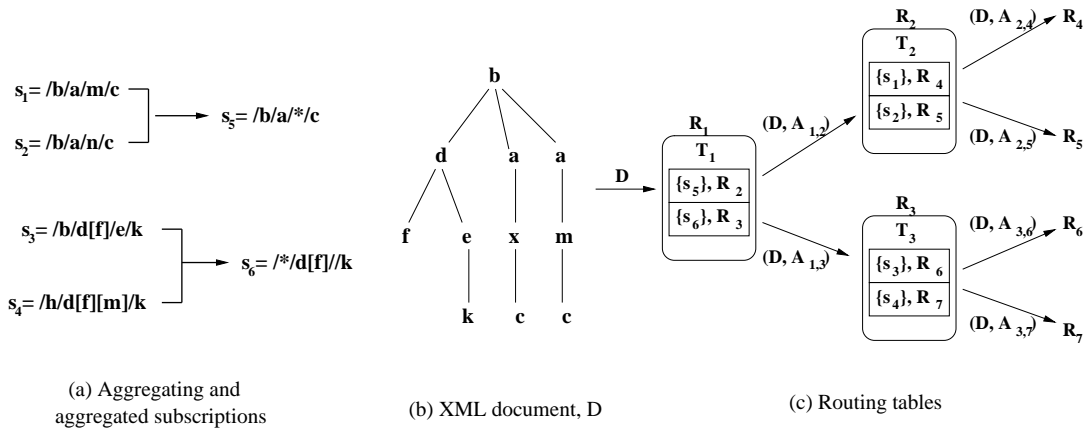 s1= /b/a/m/c
s2= /b/a/n/c
s5= /b/a/*/c
s3= /b/d[f]/e/k
s4= /h/d[f][m]/k
s6= /*/d[f]//k
(a) Aggregating and
aggregated subscriptions
b
d a a
f e x m
k c c
(b) XML document, D
D
R1
T1
{s5}, R2
{s6}, R3
(D, A1,2)
(D, A1,3)
R2
T2
{s1}, R4
{s2}, R5
(D, A2,4)
R4
(D, A2,5)
R5
R3
T3
{s3}, R6
{s4}, R7
(D, A3,6)
R6
(D, A3,7)
R7
(c) Routing tables